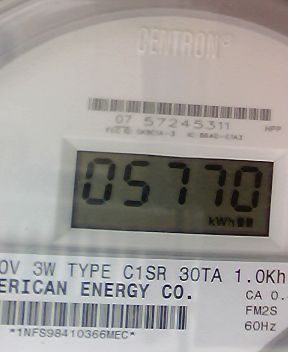 CENTRON®
07 57245311
05770
kWh
0V 3W TYPE C1SR 30TA 1.0Kh
ERICAN ENERGY CO.
CA 0.
FM2S
60Hz
*1NFS98410366MEC*